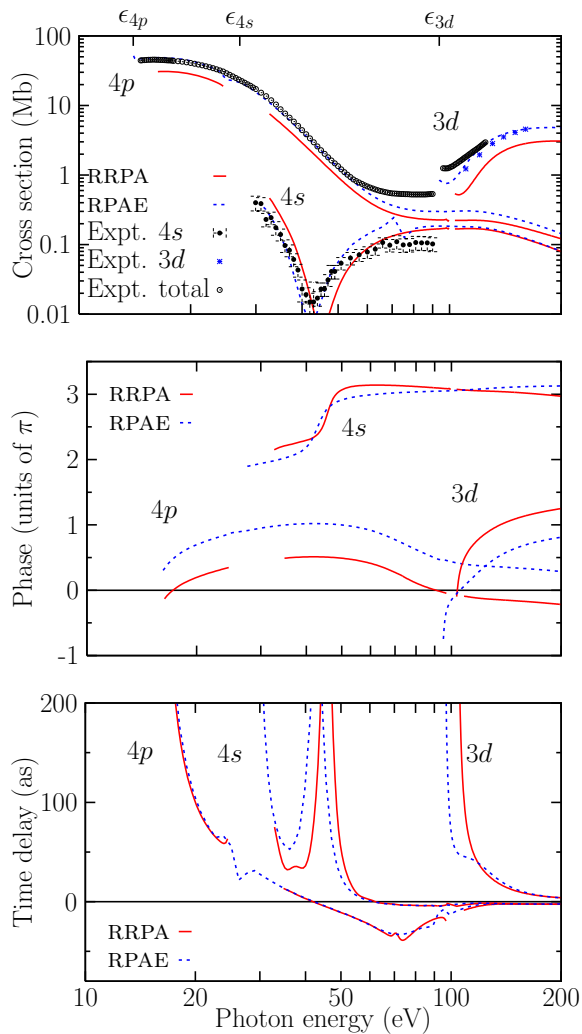 ϵ4p ϵ4s ϵ3d
100
10
1
0.1
0.01
Cross section (Mb)
4p
3d
4s
RRPA
RPAE
Expt. 4s
Expt. 3d
Expt. total
3
2
1
0
-1
Phase (units of π)
RRPA
RPAE
4s
4p
3d
200
100
0
Time delay (as)
4p
4s
3d
RRPA
RPAE
10 20 50 100 200
Photon energy (eV)